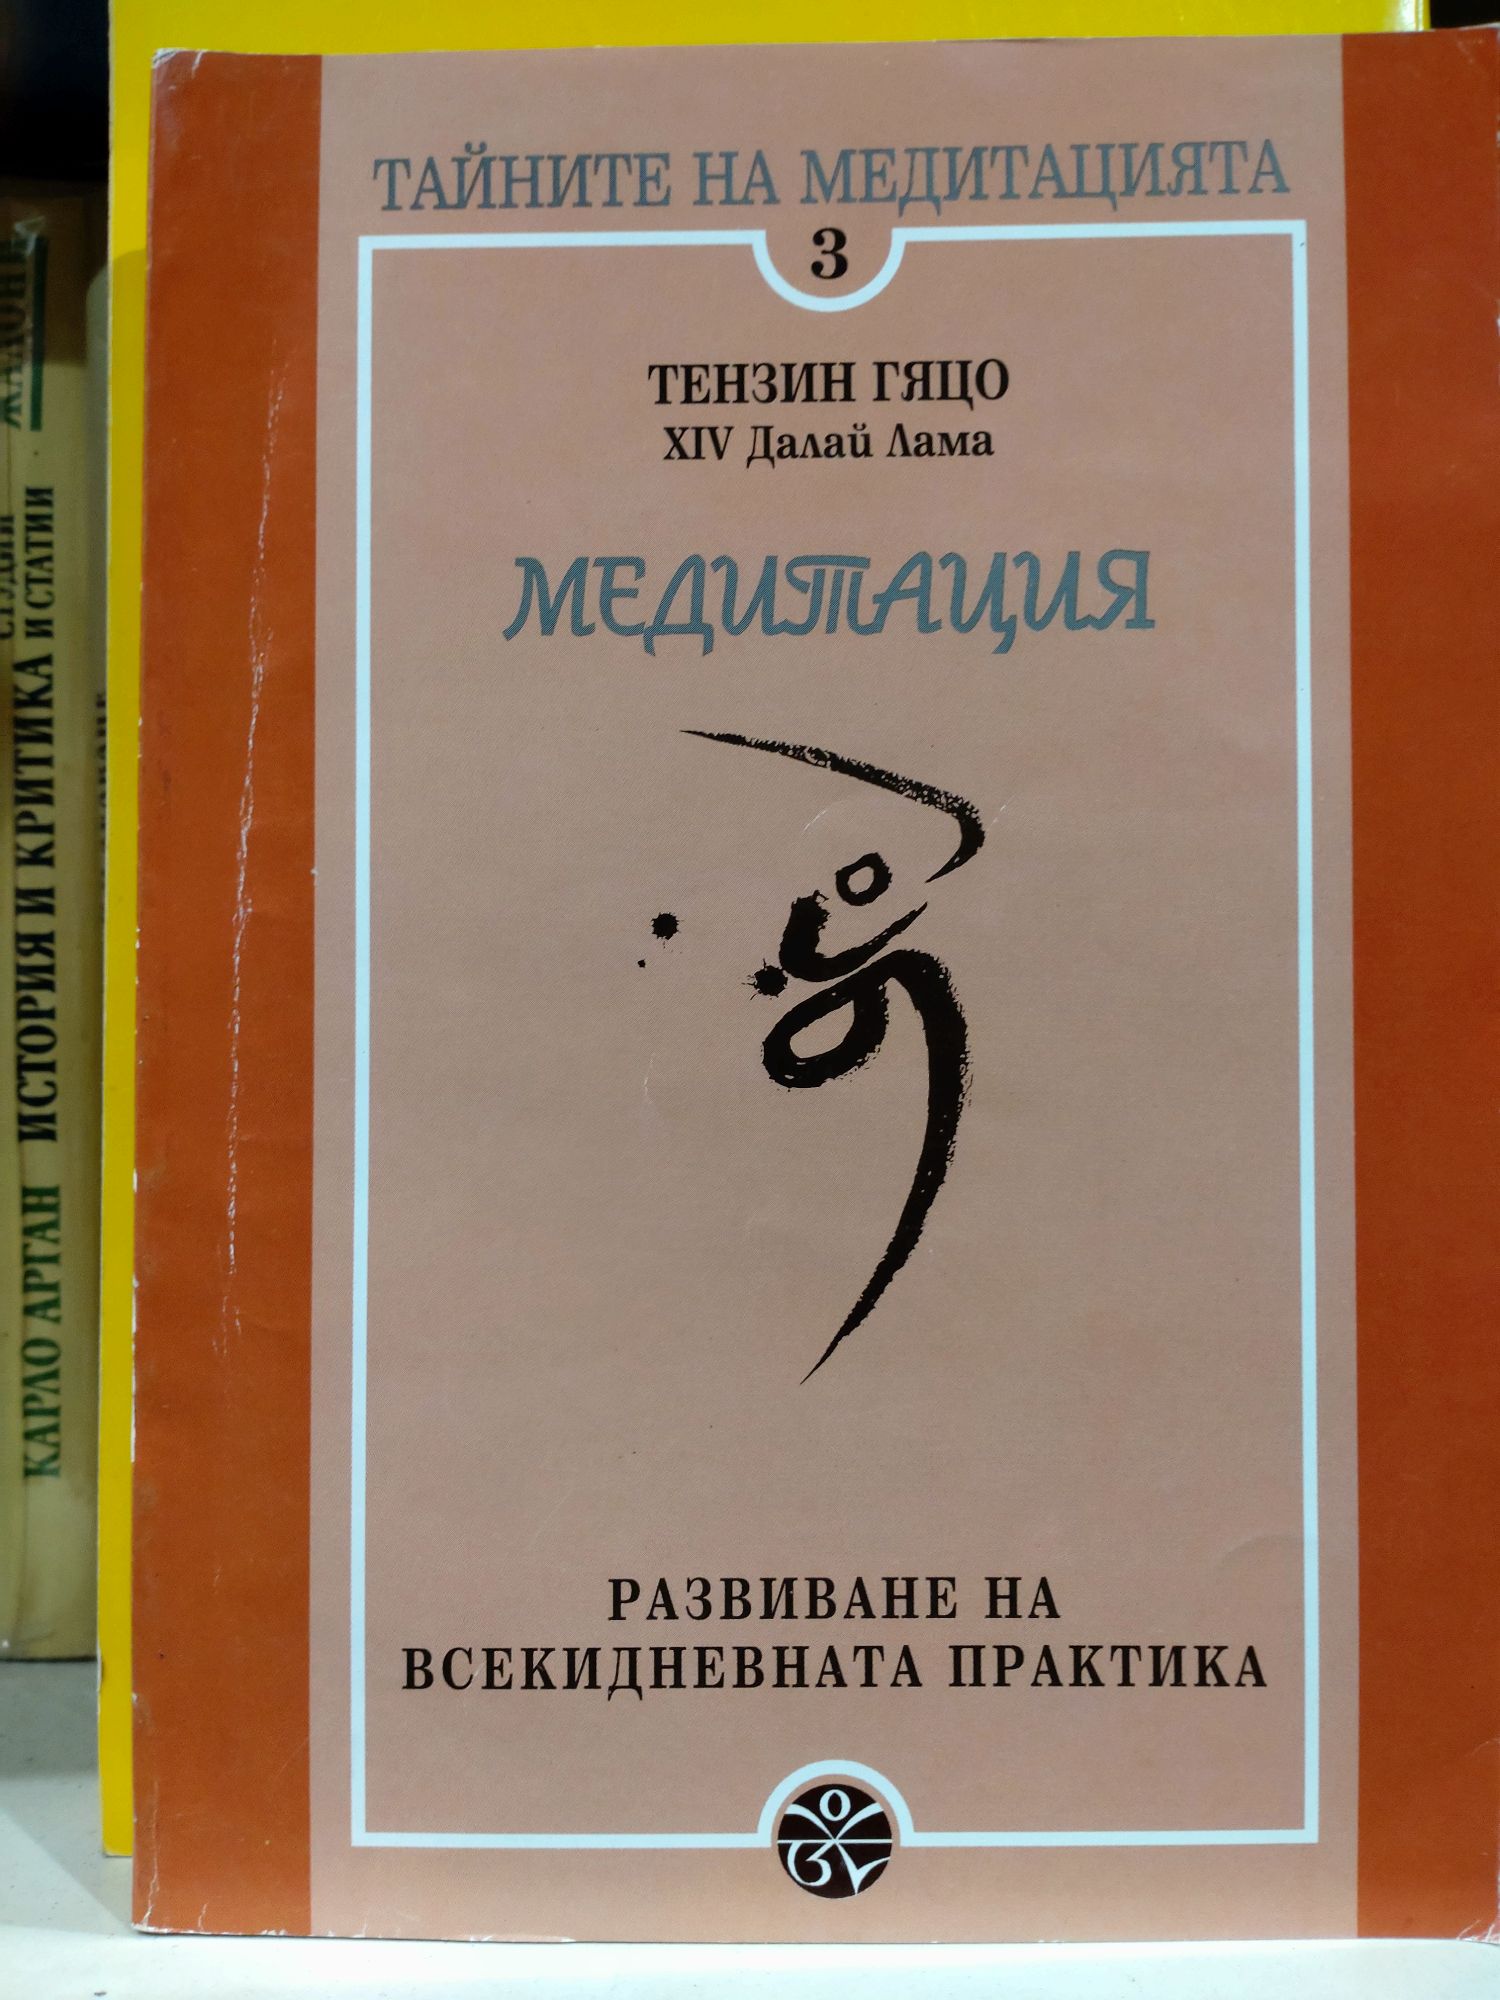 ТАЙНИТЕ НА МЕДИТАЦИЯТА
3
ТЕНЗИН ГЯЦО
XIV Далай Лама
МЕДИТАЦИЯ
РАЗВИВАНЕ НА
ВСЕКИДНЕВНАТА ПРАКТИКА
КАРЛО АРГАН ИСТОРИЯ И КРИТИКА И СТАТИИ